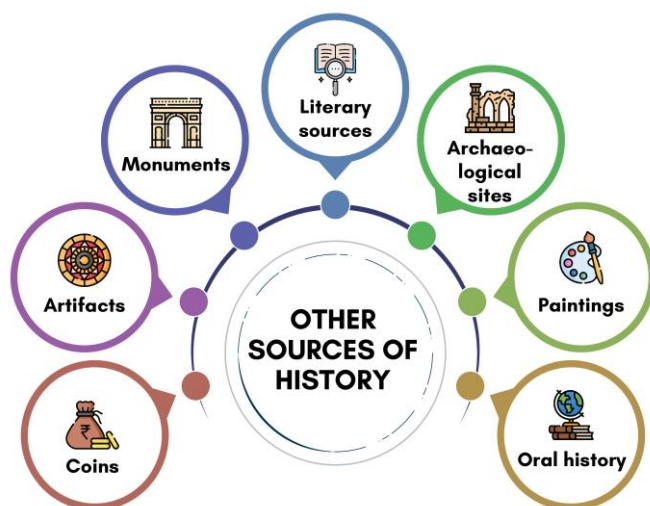 Literary
sources
Monuments
Archaeo-
logical
sites
Artifacts
Paintings
OTHER
SOURCES OF
HISTORY
₹
Coins
Oral history